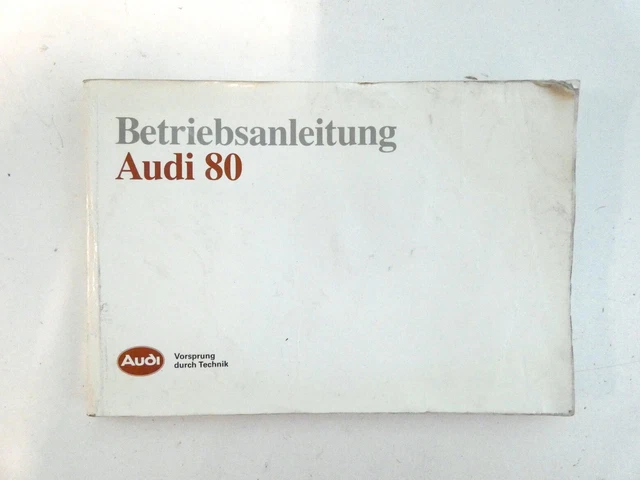 Betriebsanleitung
Audi 80
Audi
Vorsprung
durch Technik